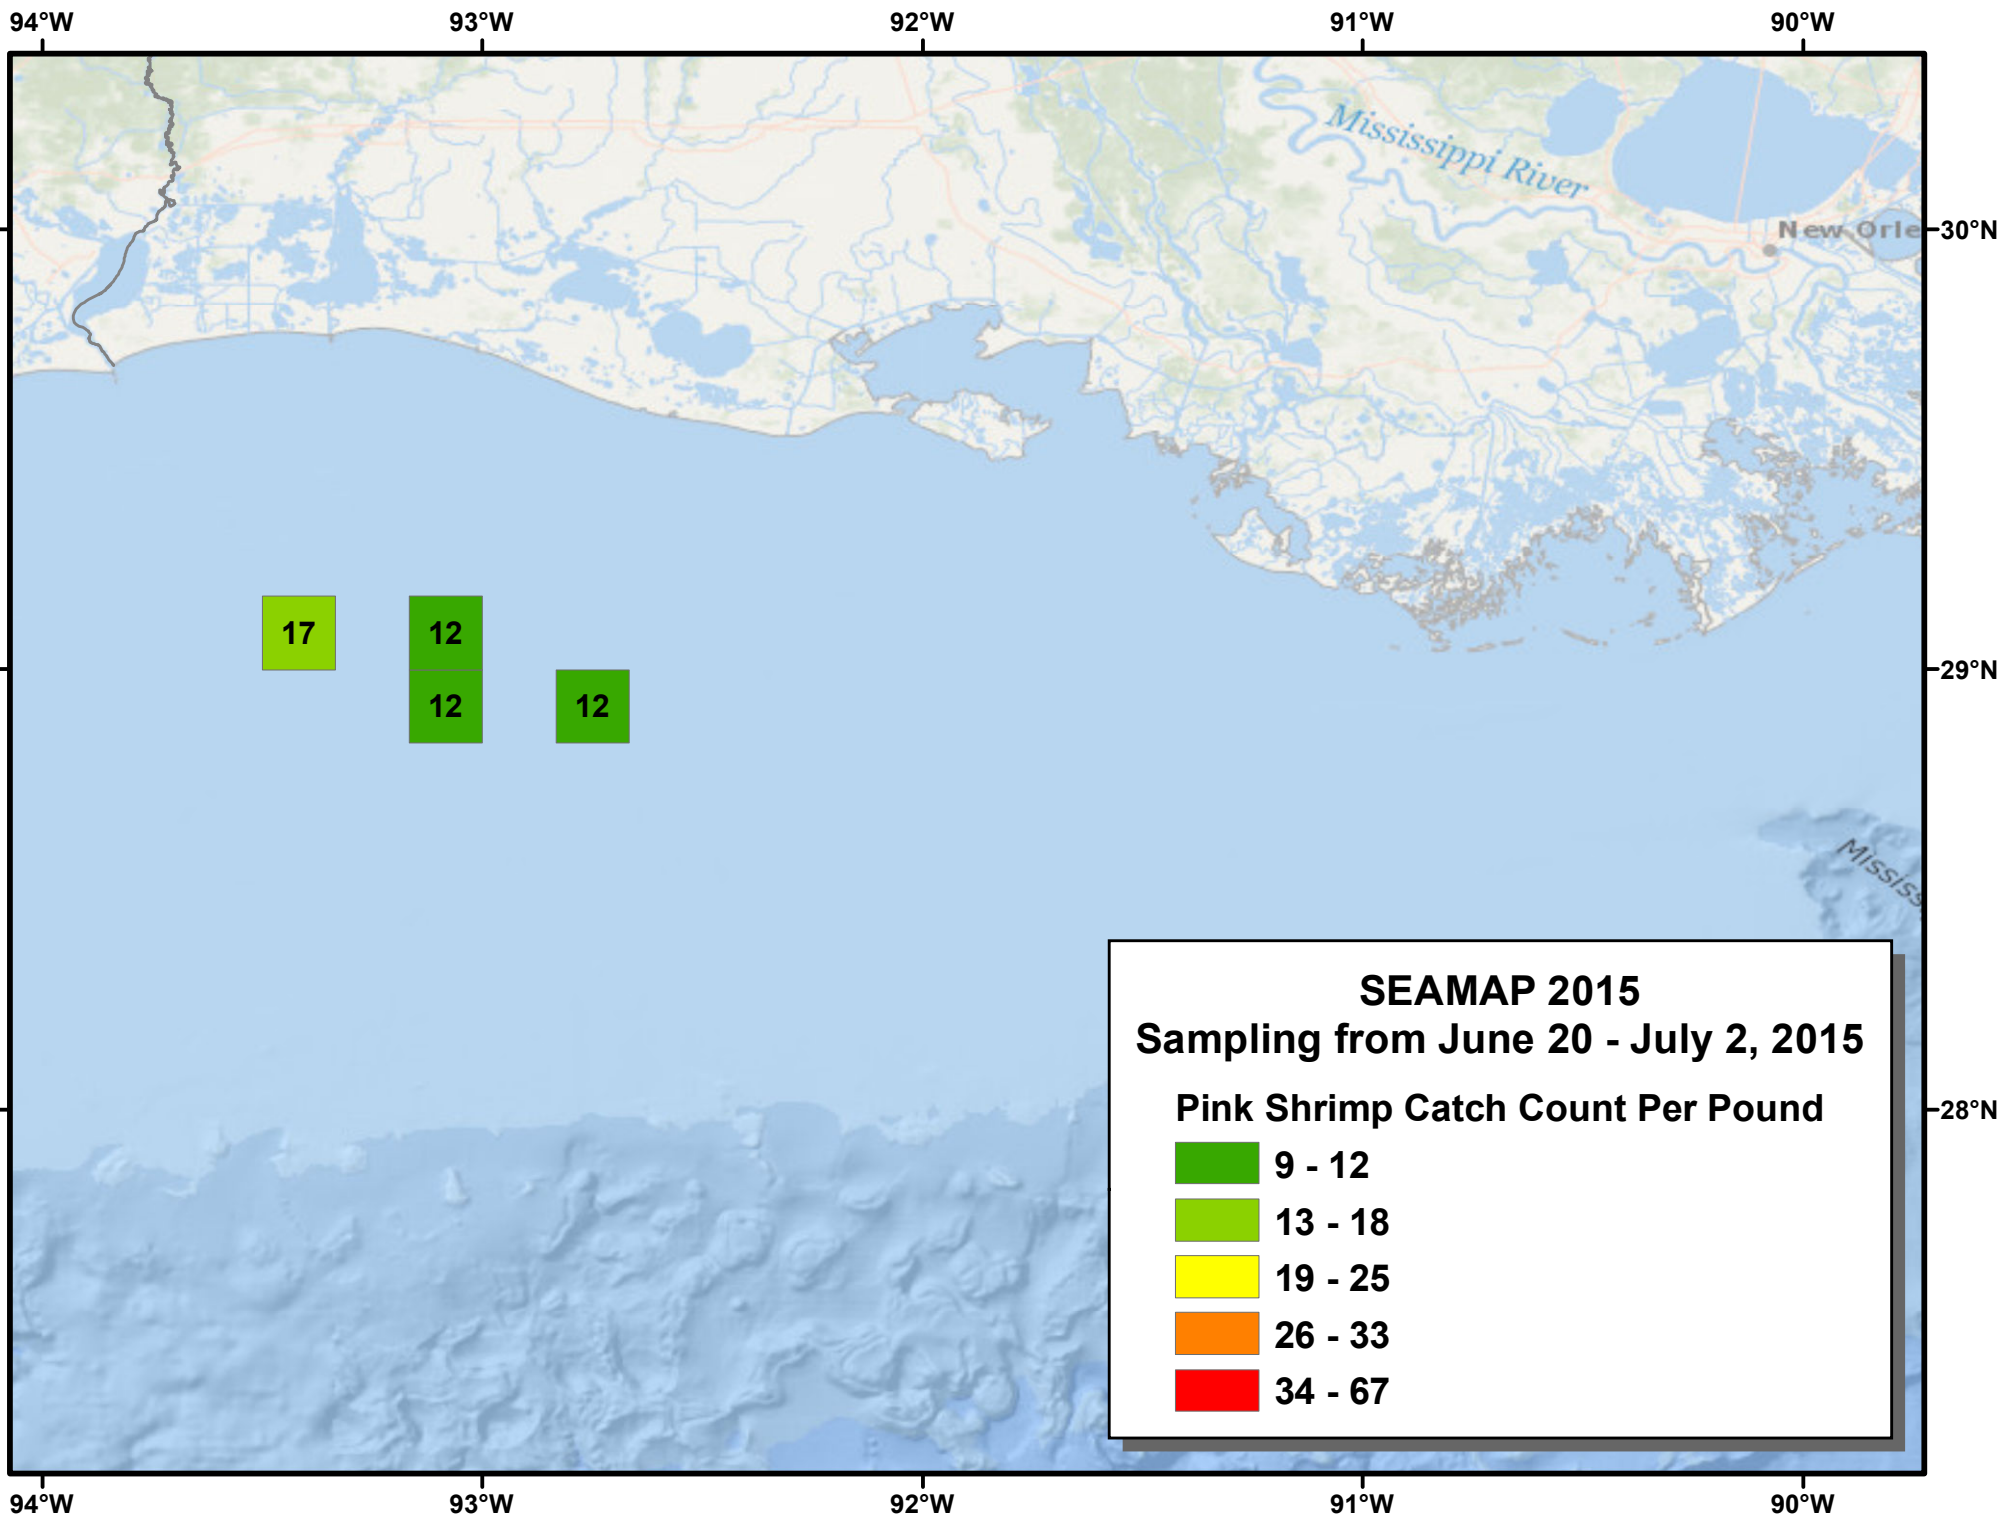 94°W 93°W 92°W 91°W 90°W
Mississippi River
New Orle
30°N
17 12
29°N
12 12
Mississ
SEAMAP 2015
Sampling from June 20 - July 2, 2015
Pink Shrimp Catch Count Per Pound
28°N
9 - 12
13 - 18
19 - 25
26 - 33
34 - 67
94°W 93°W 92°W 91°W 90°W